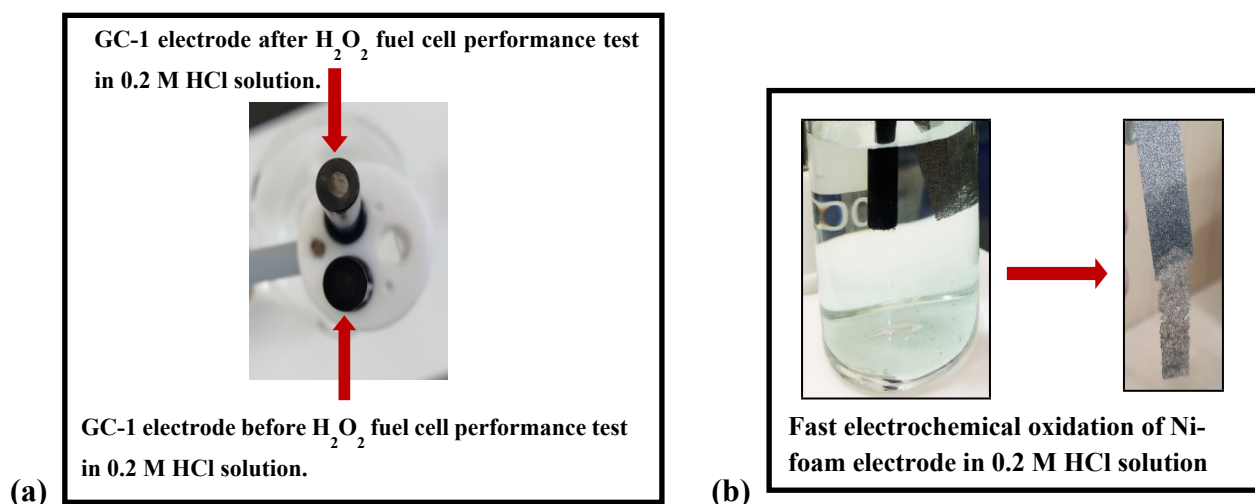 GC-1 electrode after H₂O₂ fuel cell performance test
in 0.2 M HCl solution.
GC-1 electrode before H₂O₂ fuel cell performance test
in 0.2 M HCl solution.
(a)
Fast electrochemical oxidation of Ni-
foam electrode in 0.2 M HCl solution
(b)